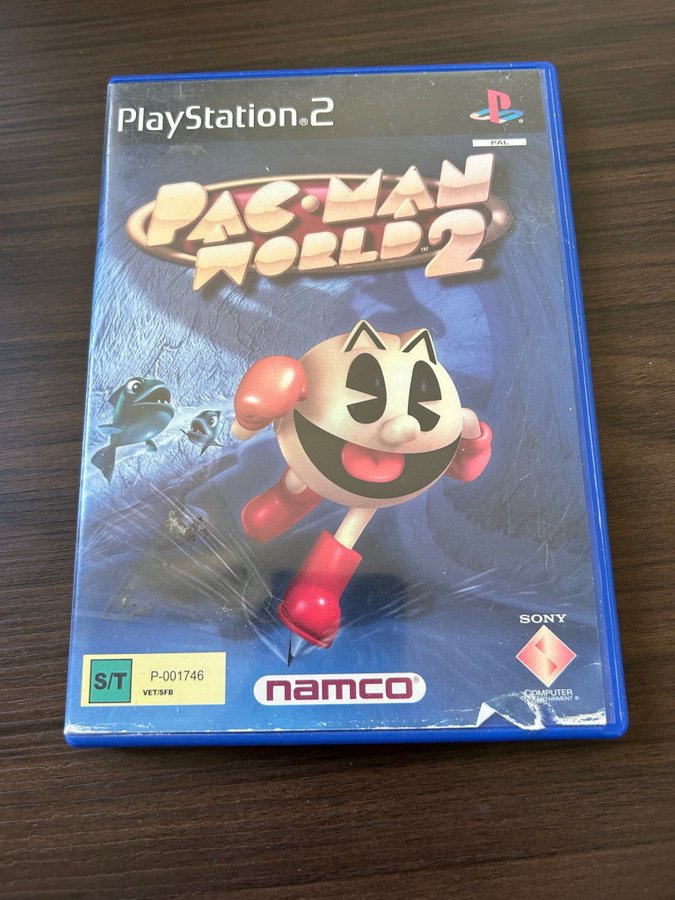 PlayStation®2
PAL
PAC-MAN
WORLD™2
S/T
P-001746
VET/SFB
namco®
SONY
COMPUTER
ENTERTAINMENT®